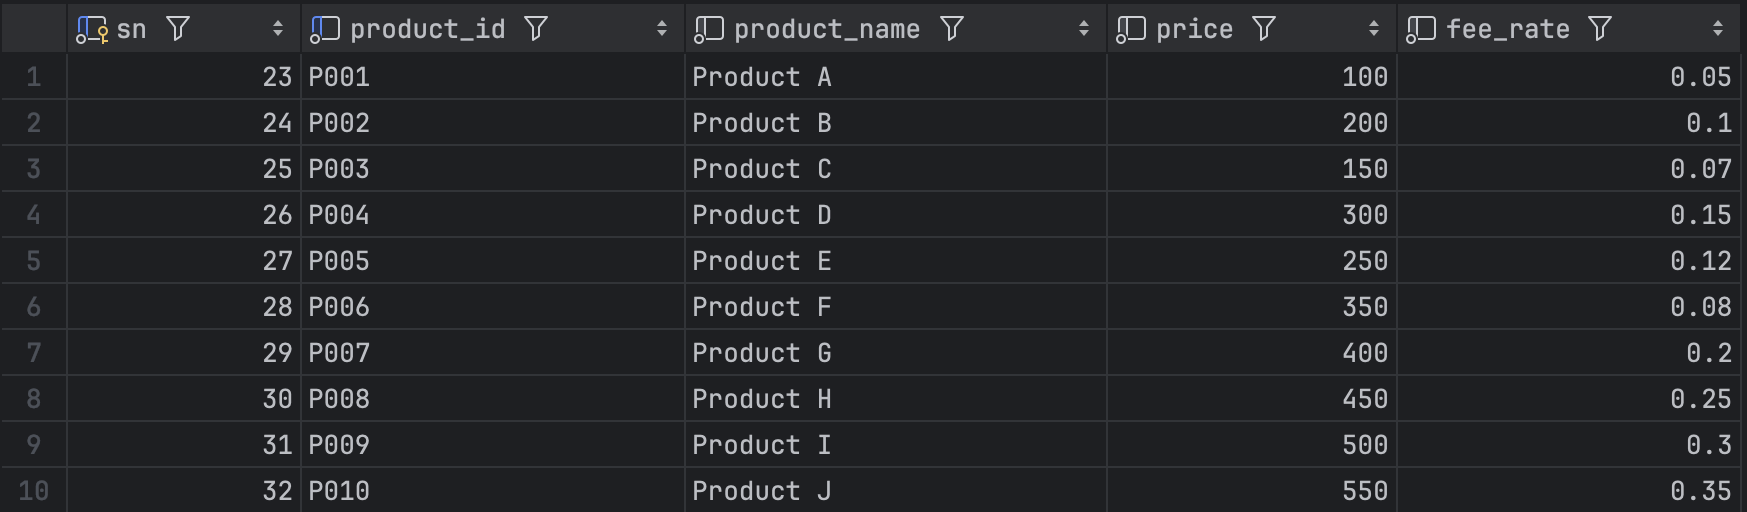 sn product_id product_name price fee_rate
1 23 P001 Product A 100 0.05
2 24 P002 Product B 200 0.1
3 25 P003 Product C 150 0.07
4 26 P004 Product D 300 0.15
5 27 P005 Product E 250 0.12
6 28 P006 Product F 350 0.08
7 29 P007 Product G 400 0.2
8 30 P008 Product H 450 0.25
9 31 P009 Product I 500 0.3
10 32 P010 Product J 550 0.35